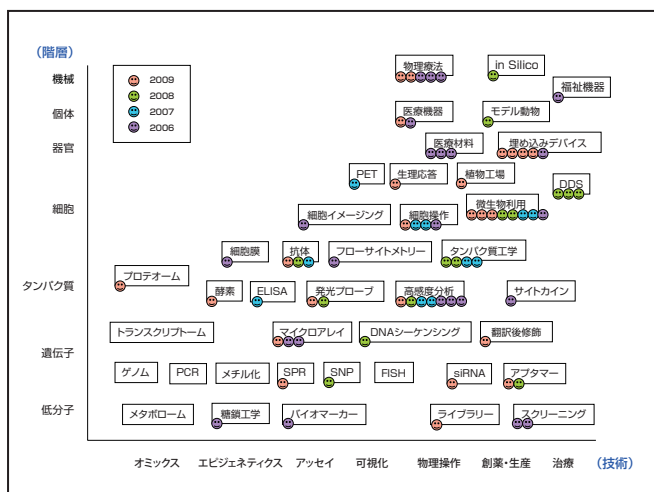 (階層)
機械
個体
器官
細胞
タンパク質
遺伝子
低分子
2009
2008
2007
2006
物理療法
in Silico
福祉機器
医療機器
モデル動物
医療材料
埋め込みデバイス
PET
生理応答
植物工場
DDS
細胞イメージング
細胞操作
微生物利用
細胞膜
抗体
フローサイトメトリー
タンパク質工学
プロテオーム
酵素
ELISA
発光プローブ
高感度分析
サイトカイン
トランスクリプトーム
マイクロアレイ
DNAシーケンシング
翻訳後修飾
ゲノム
PCR
メチル化
SPR
SNP
FISH
siRNA
アプタマー
メタボローム
糖鎖工学
バイオマーカー
ライブラリー
スクリーニング
オミックス
エピジェネティクス
アッセイ
可視化
物理操作
創薬・生産
治療
(技術)